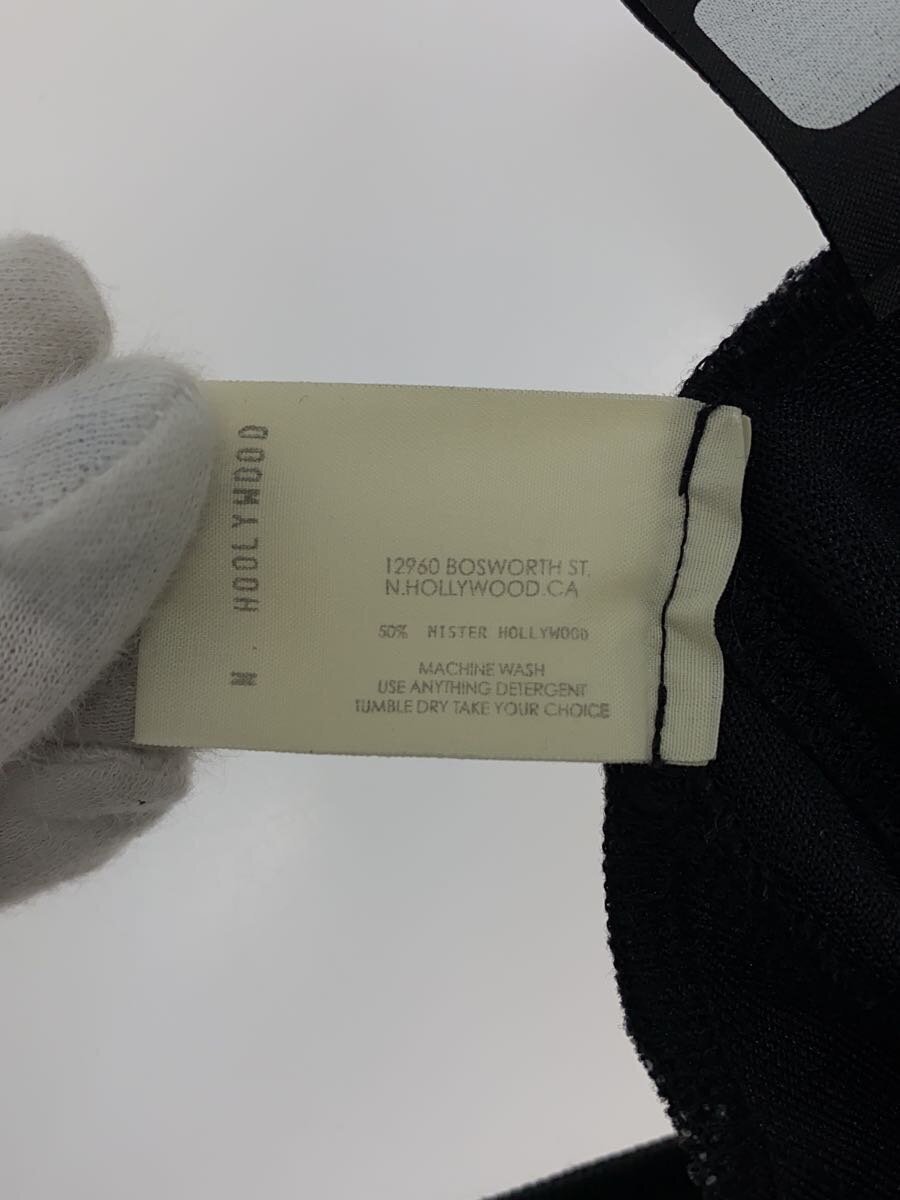 N. HOOLYWOOD
12960 BOSWORTH ST.
N.HOLLYWOOD.CA
50% MISTER HOLLYWOOD
MACHINE WASH
USE ANYTHING DETERGENT
TUMBLE DRY TAKE YOUR CHOICE